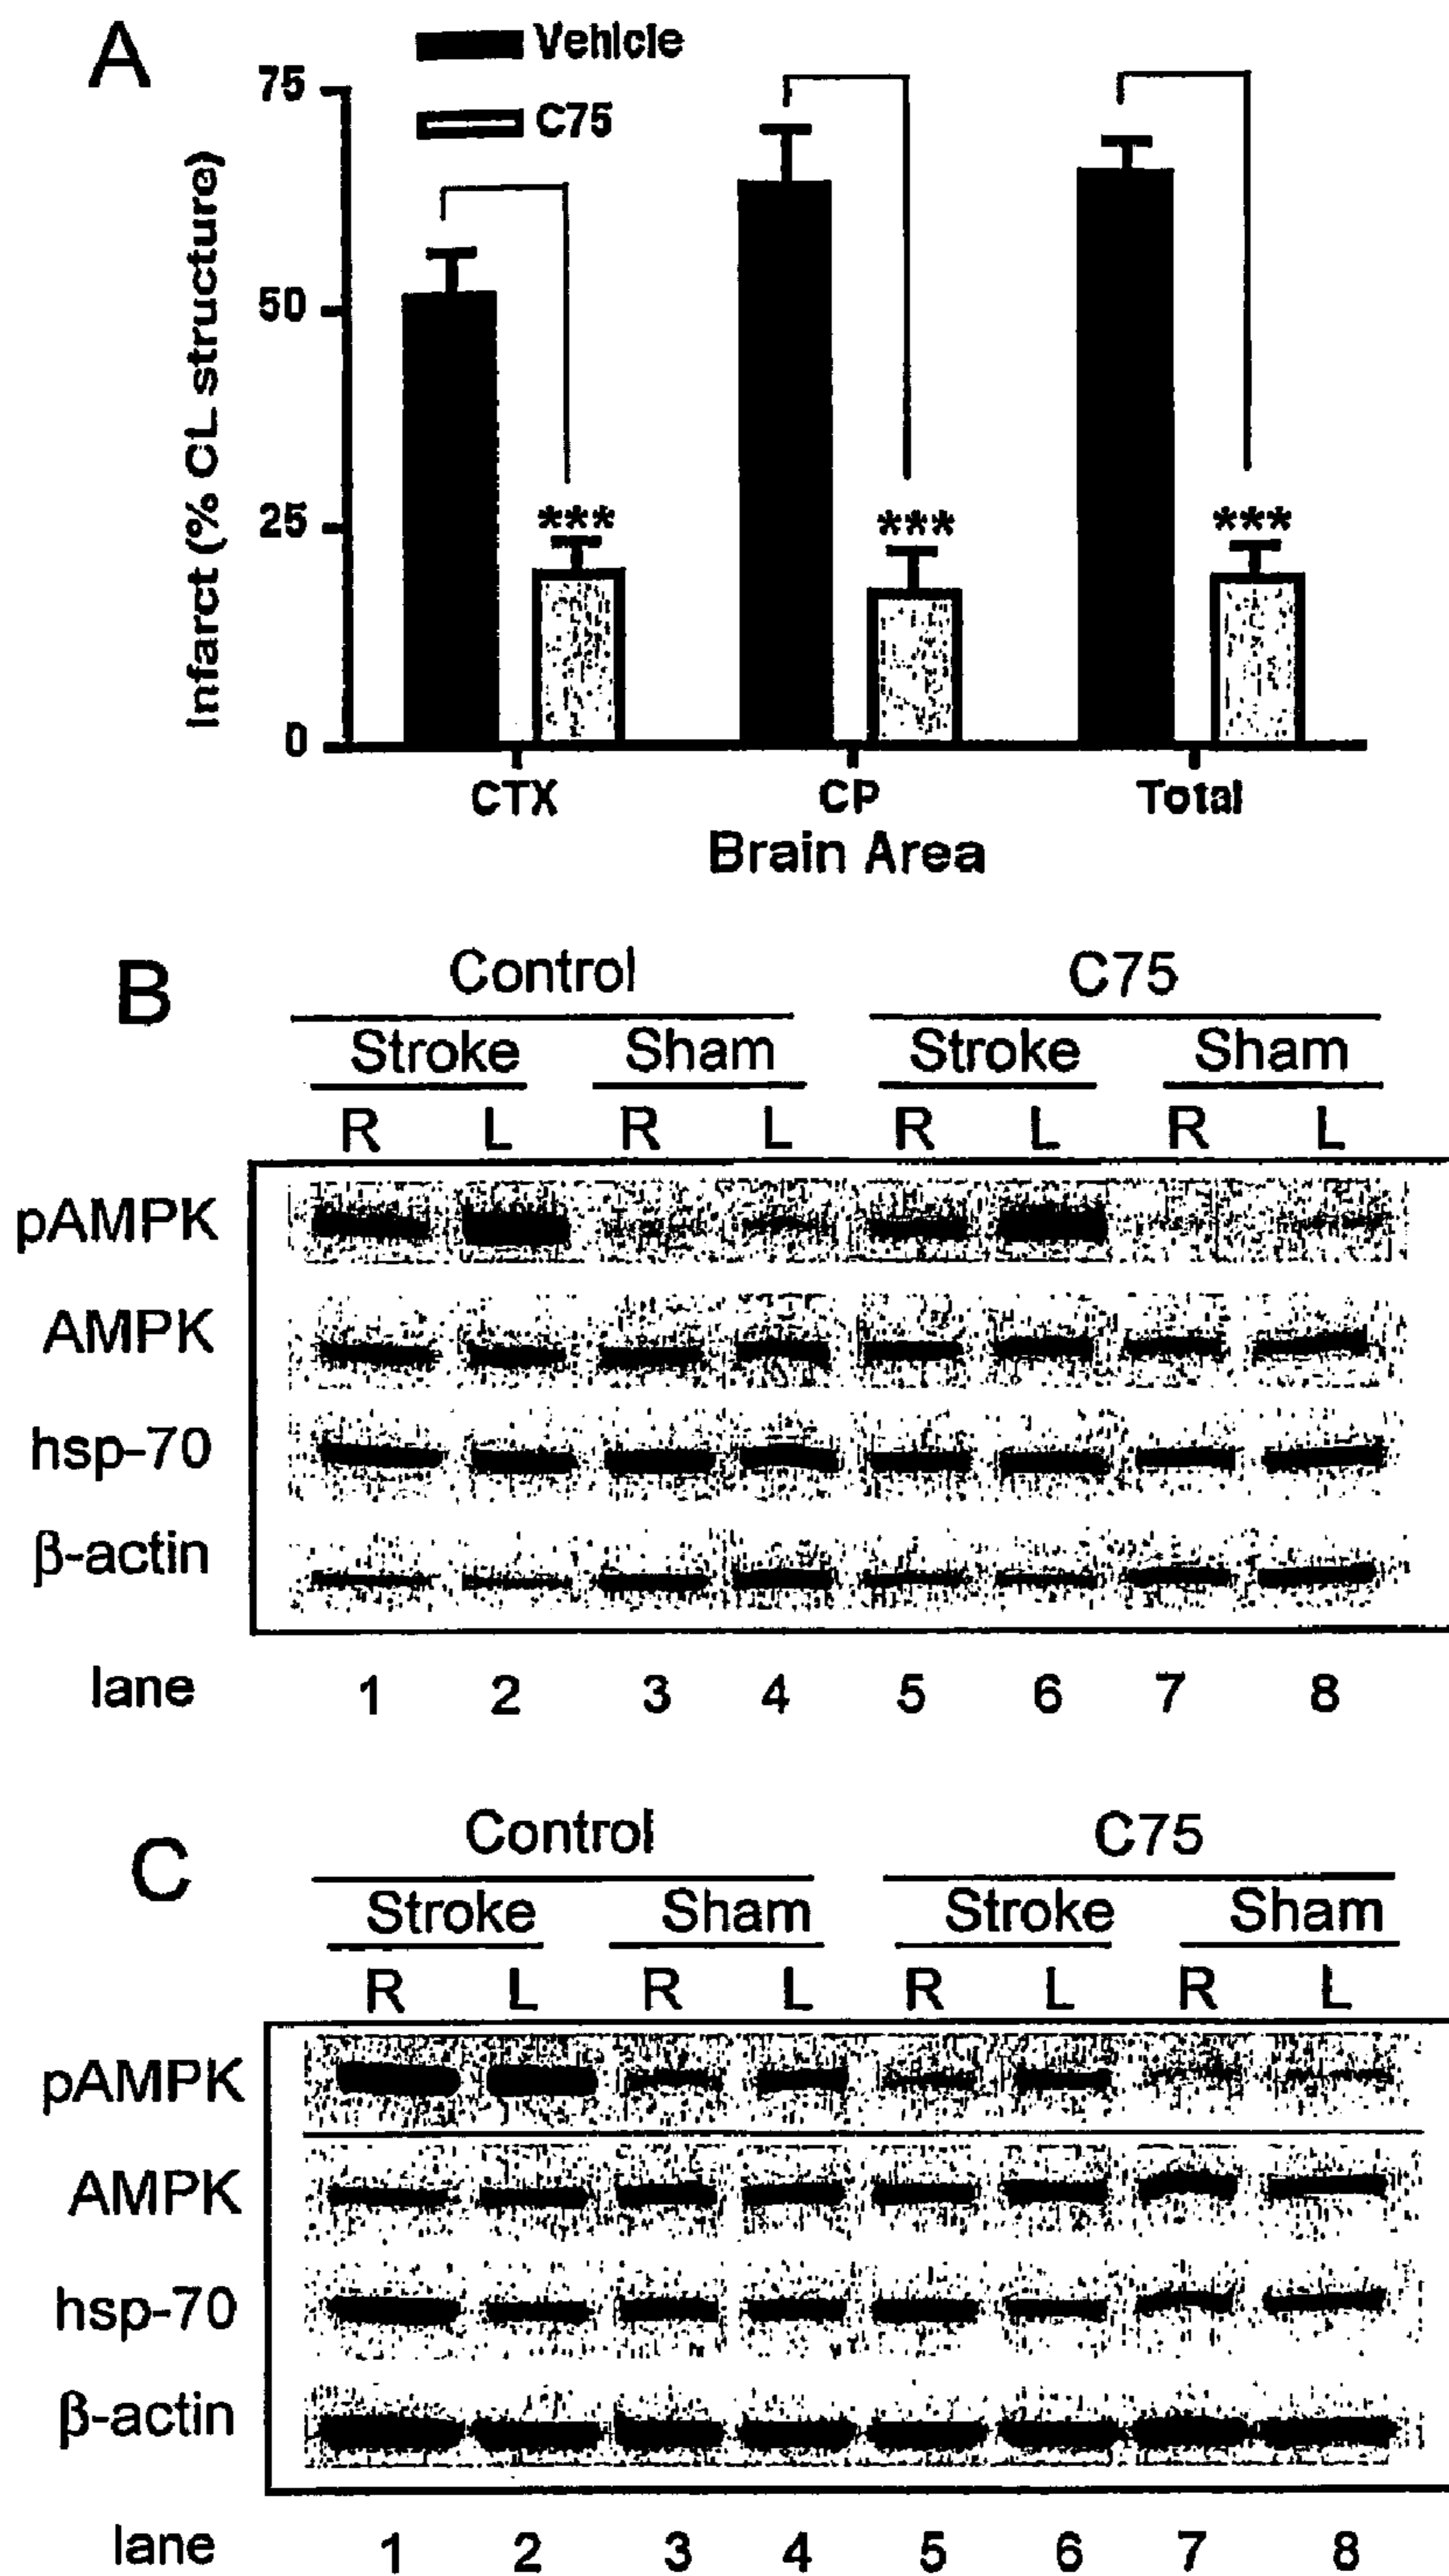 A
Vehicle
C75
75
50
25
0
Infarct (% CL structure)
***
***
***
CTX CP Total
Brain Area
B
Control C75
Stroke Sham Stroke Sham
R L R L R L R L
pAMPK
AMPK
hsp-70
β-actin
lane 1 2 3 4 5 6 7 8
C
Control C75
Stroke Sham Stroke Sham
R L R L R L R L
pAMPK
AMPK
hsp-70
β-actin
lane 1 2 3 4 5 6 7 8